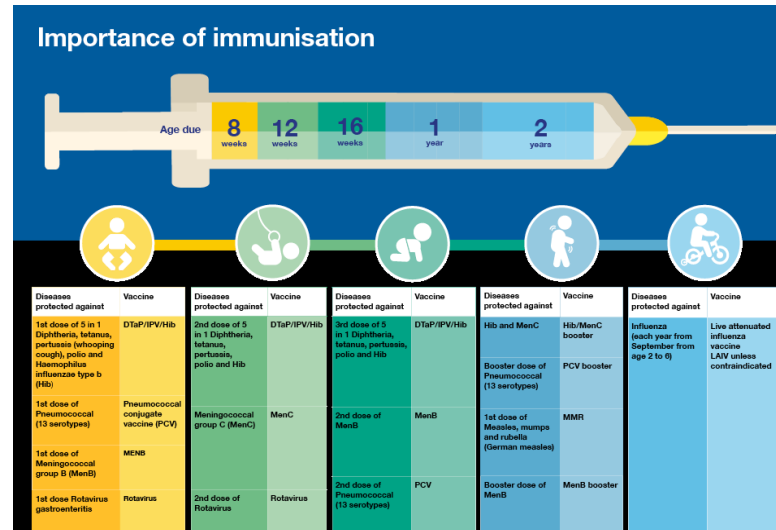 Importance of immunisation
Age due
8
weeks
12
weeks
16
weeks
1
year
2
years
Diseases
protected against
Vaccine
1st dose of 5 in 1
Diphtheria, tetanus,
pertussis (whooping
cough), polio and
Haemophilus
influenzae type b
(Hib)
DTaP/IPV/Hib
1st dose of
Pneumococcal
(13 serotypes)
Pneumococcal
conjugate
vaccine (PCV)
1st dose of
Meningococcal
group B (MenB)
MENB
1st dose Rotavirus
gastroenteritis
Rotavirus
Diseases
protected against
Vaccine
2nd dose of 5
in 1 Diphtheria,
tetanus,
pertussis,
polio and Hib
DTaP/IPV/Hib
Meningococcal
group C (MenC)
MenC
2nd dose of
Rotavirus
Rotavirus
Diseases
protected against
Vaccine
3rd dose of 5
in 1 Diphtheria,
tetanus, pertussis,
polio and Hib
DTaP/IPV/Hib
2nd dose of
MenB
MenB
2nd dose of
Pneumococcal
(13 serotypes)
PCV
Diseases
protected against
Vaccine
Hib and MenC
Hib/MenC
booster
Booster dose of
Pneumococcal
(13 serotypes)
PCV booster
1st dose of
Measles, mumps
and rubella
(German measles)
MMR
Booster dose of
MenB
MenB booster
Diseases
protected against
Vaccine
Influenza
(each year from
September from
age 2 to 6)
Live attenuated
influenza
vaccine
LAIV unless
contraindicated